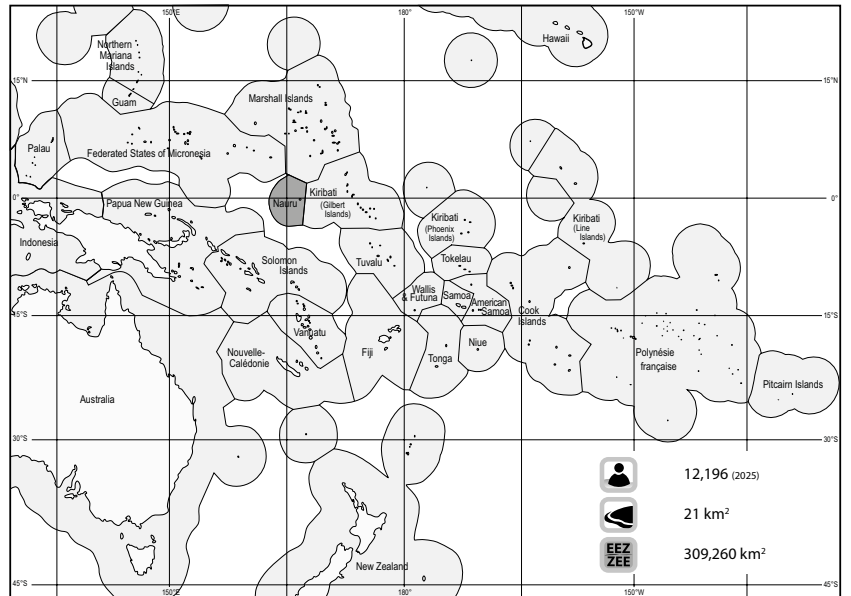 150°E
180°
150°W
Hawaii
Northern
Mariana
Islands
15°N
15°N
Guam
Marshall Islands
Palau
Federated States of Micronesia
0°
0°
Papua New Guinea
Nauru
Kiribati
(Gilbert
Islands)
Kiribati
(Phoenix
Islands)
Kiribati
(Line
Islands)
Indonesia
Solomon
Islands
Tuvalu
Tokelau
Wallis
& Futuna
Samoa
American
Samoa
Cook
Islands
15°S
15°S
Vanuatu
Nouvelle-
Calédonie
Fiji
Tonga
Niue
Polynésie
française
Pitcairn Islands
Australia
30°S
30°S
12,196 (2025)
21 km²
EEZ
ZEE
309,260 km²
New Zealand
45°S
45°S
150°E
180°
150°W